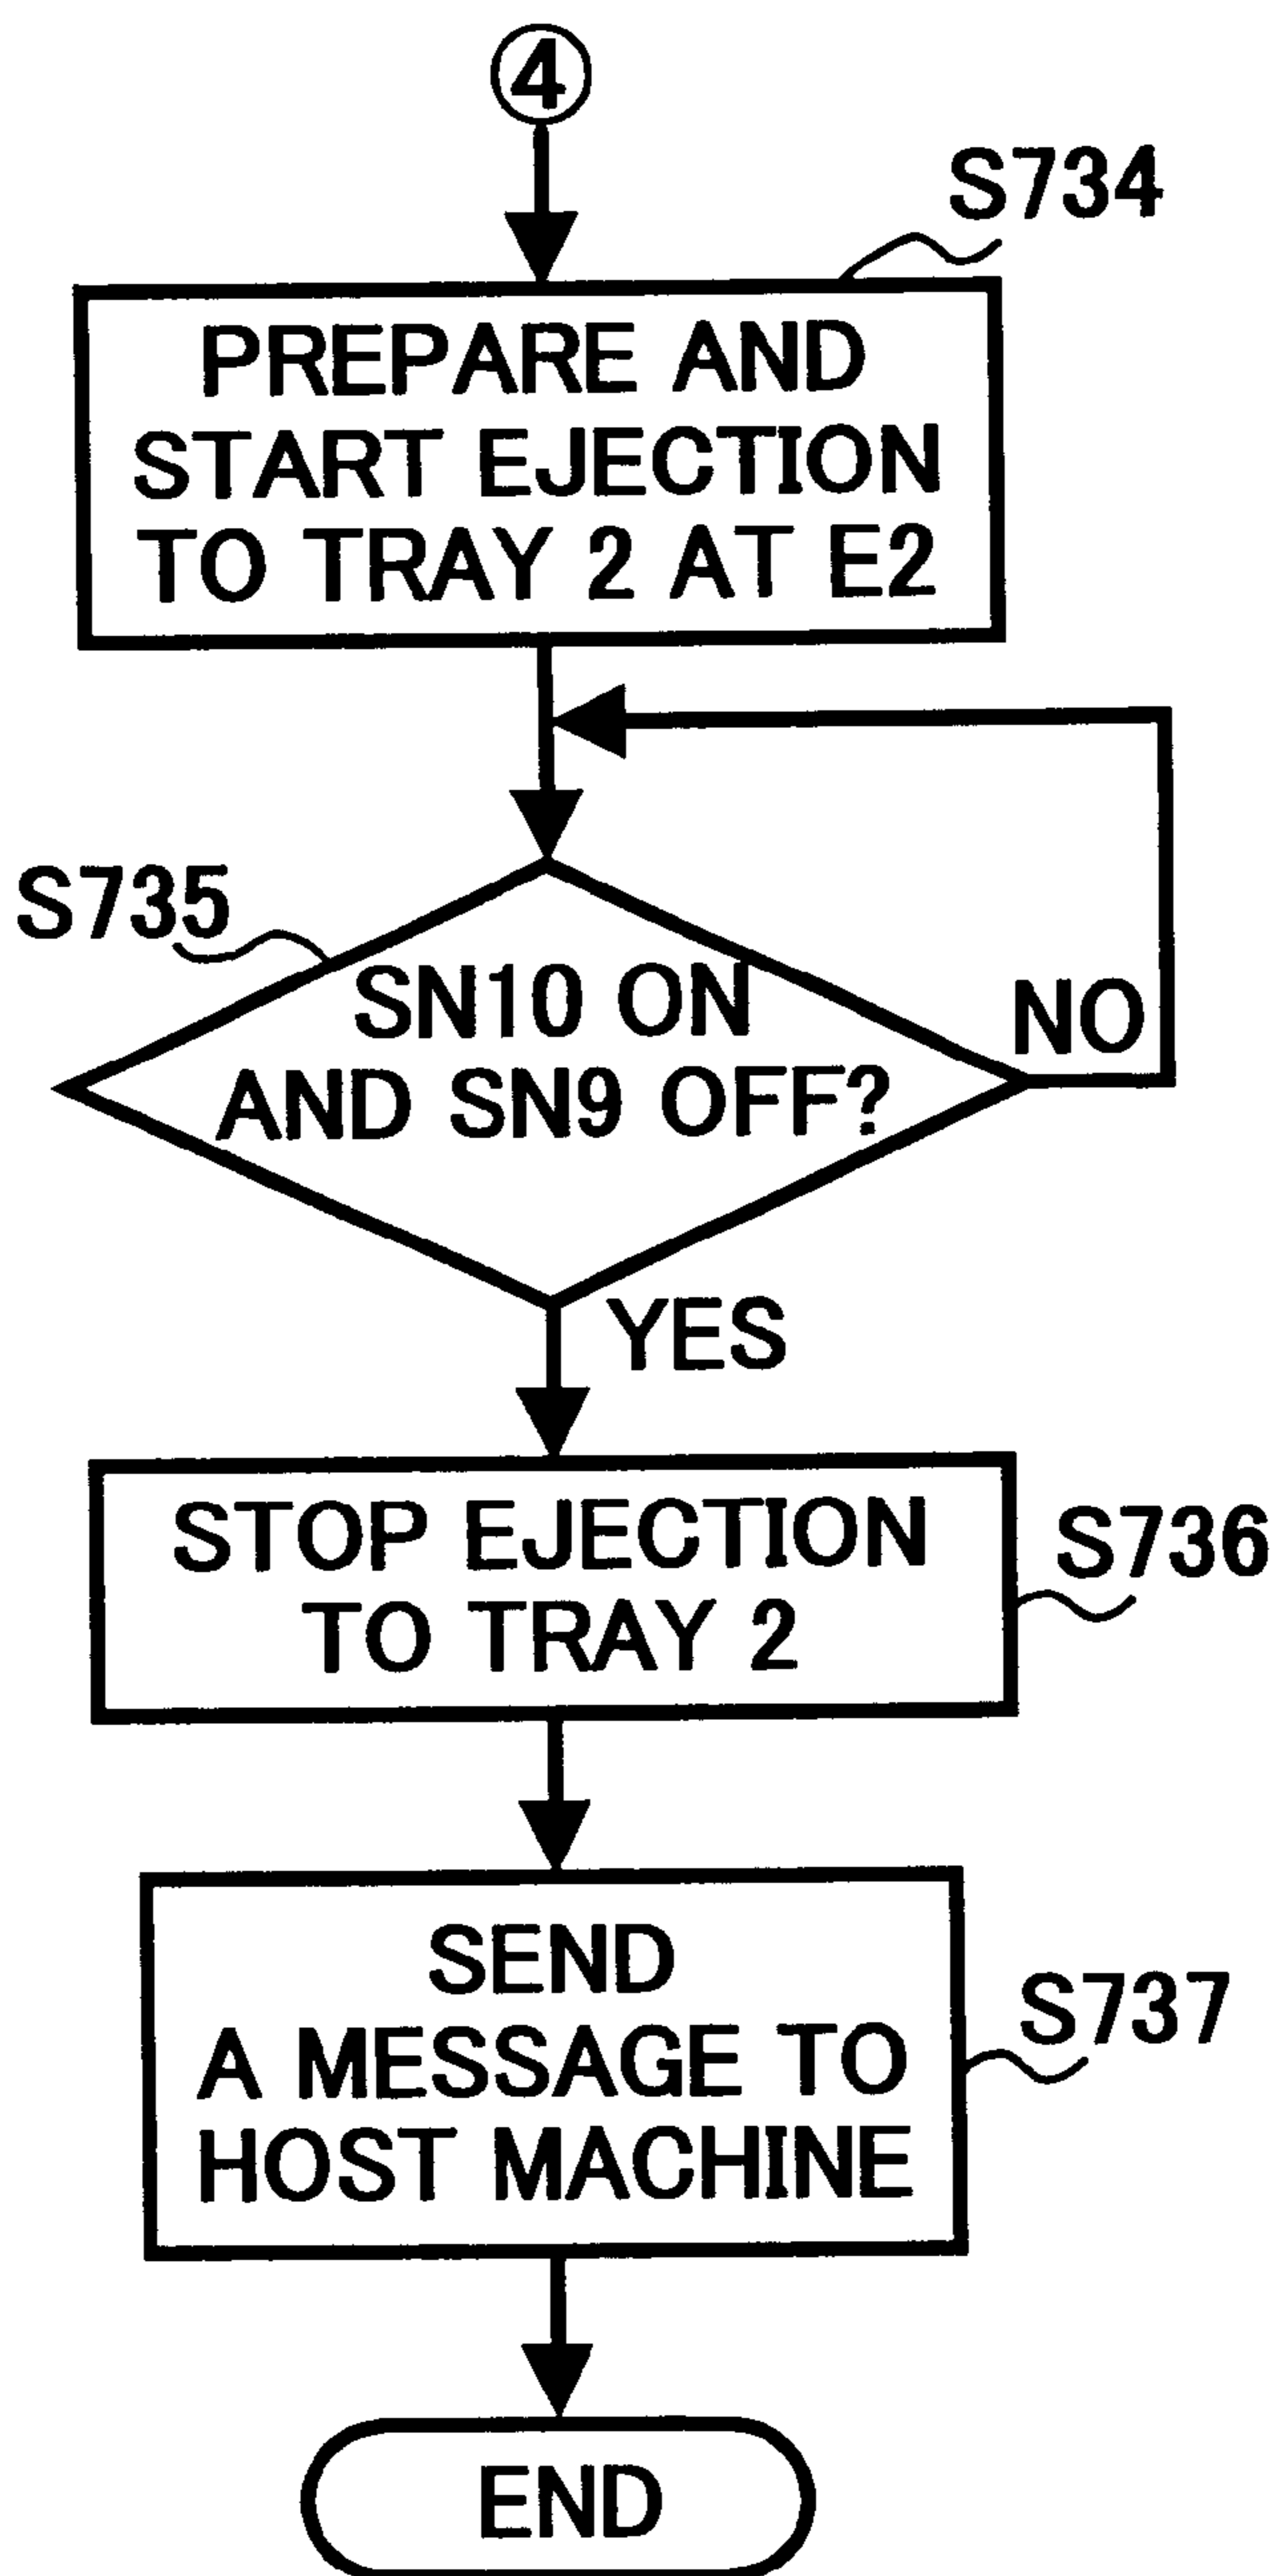 ④
S734
PREPARE AND
START EJECTION
TO TRAY 2 AT E2
S735
SN10 ON
AND SN9 OFF?
NO
YES
STOP EJECTION
TO TRAY 2
S736
SEND
A MESSAGE TO
HOST MACHINE
S737
END